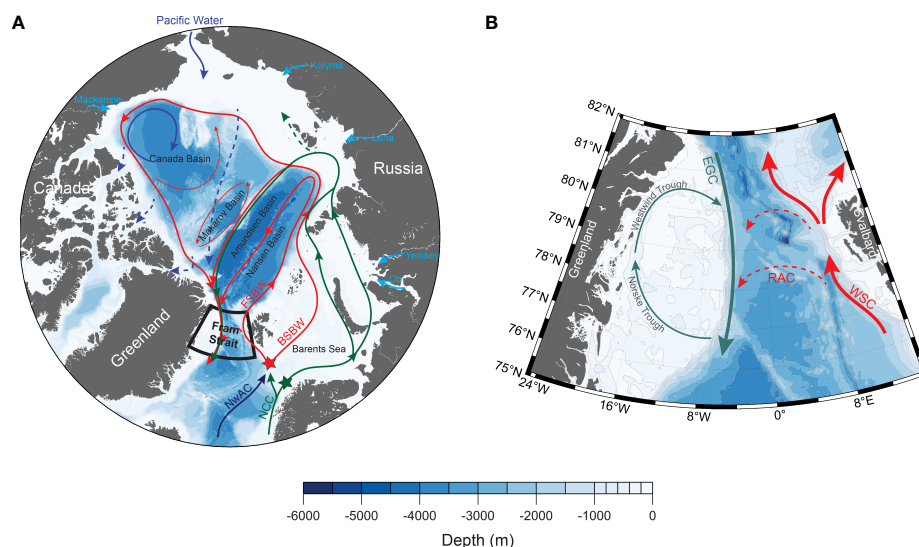 A
Pacific Water
Kolyma
Mackenzie
Lena
Canada Basin
Russia
Canada
Makarov Basin
Amundsen Basin
Nansen Basin
Yenisey
Ob
FSBW
Greenland
Fram
Strait
BSBW
Barents Sea
NwAC
NCC
B
82°N
81°N
80°N
79°N
78°N
77°N
76°N
75°N
24°W
16°W
8°W
0°
8°E
EGC
Westwind Trough
Greenland
Svalbard
Norske Trough
RAC
WSC
-6000 -5000 -4000 -3000 -2000 -1000 0
Depth (m)